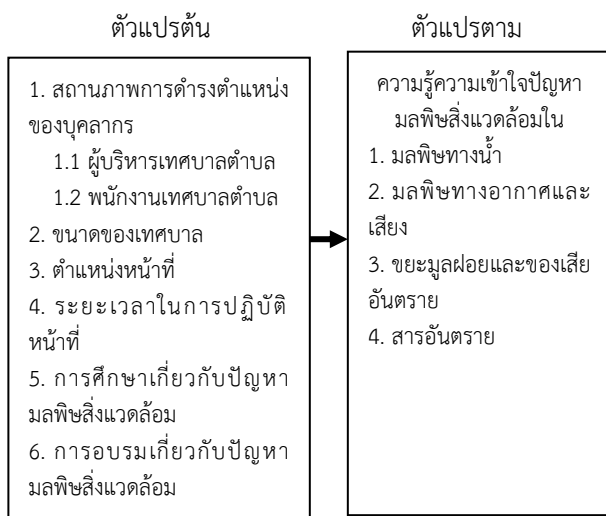 ตัวแปรต้น
1. สถานภาพการดำรงตำแหน่ง
ของบุคลากร
1.1 ผู้บริหารเทศบาลตำบล
1.2 พนักงานเทศบาลตำบล
2. ขนาดของเทศบาล
3. ตำแหน่งหน้าที่
4. ระยะเวลาในการปฏิบัติ
หน้าที่
5. การศึกษาเกี่ยวกับปัญหา
มลพิษสิ่งแวดล้อม
6. การอบรมเกี่ยวกับปัญหา
มลพิษสิ่งแวดล้อม
ตัวแปรตาม
ความรู้ความเข้าใจปัญหา
มลพิษสิ่งแวดล้อมใน
1. มลพิษทางน้ำ
2. มลพิษทางอากาศและ
เสียง
3. ขยะมูลฝอยและของเสีย
อันตราย
4. สารอันตราย